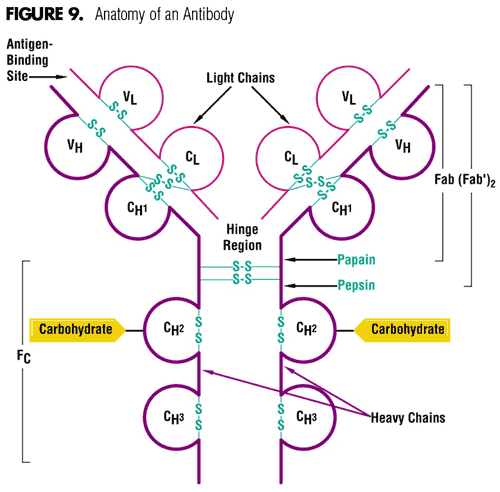 FIGURE 9. Anatomy of an Antibody
Antigen-
Binding
Site
Light Chains
VL
VL
S-S
S-S
VH
VH
S-S
S-S
CL
CL
S-S
S-S
S-S
S-S
S-S
S-S
CH1
CH1
Fab (Fab')2
Hinge
Region
S-S
Papain
S-S
Pepsin
Carbohydrate
CH2
S
S
S
S
CH2
Carbohydrate
FC
CH3
S
S
S
S
CH3
Heavy Chains